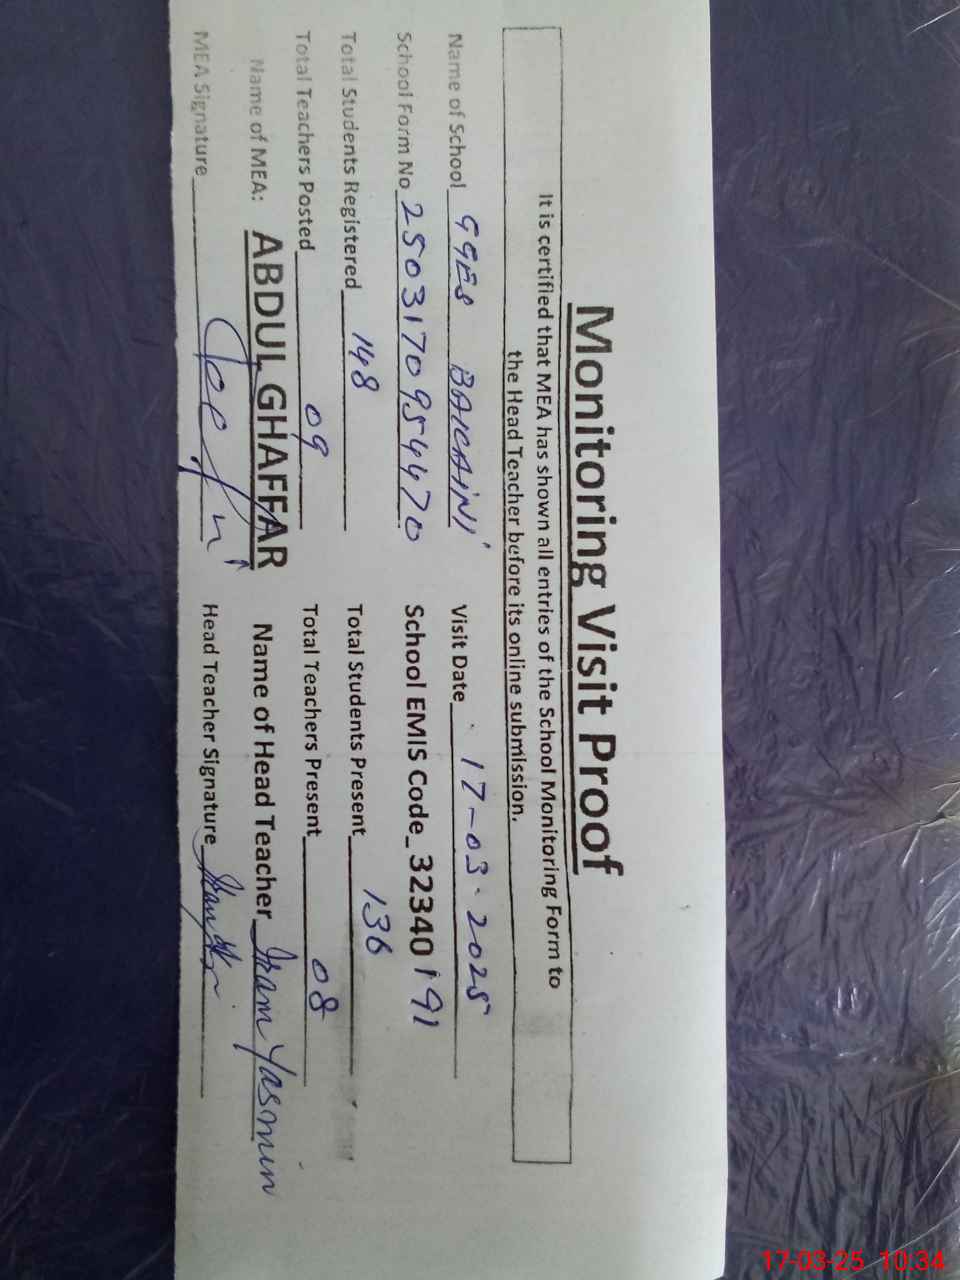 Monitoring Visit Proof
It is certified that MEA has shown all entries of the School Monitoring Form to
the Head Teacher before its online submission.
Name of School GGES BAICAINI Visit Date 17-03-2025
School Form No 2503170954470 School EMIS Code 32340191
Total Students Registered 148 Total Students Present 136
Total Teachers Posted 09 Total Teachers Present 08
Name of MEA: ABDUL GHAFFAR Name of Head Teacher Iram Yasmin
MEA Signature Head Teacher Signature
17-03-25 10:34